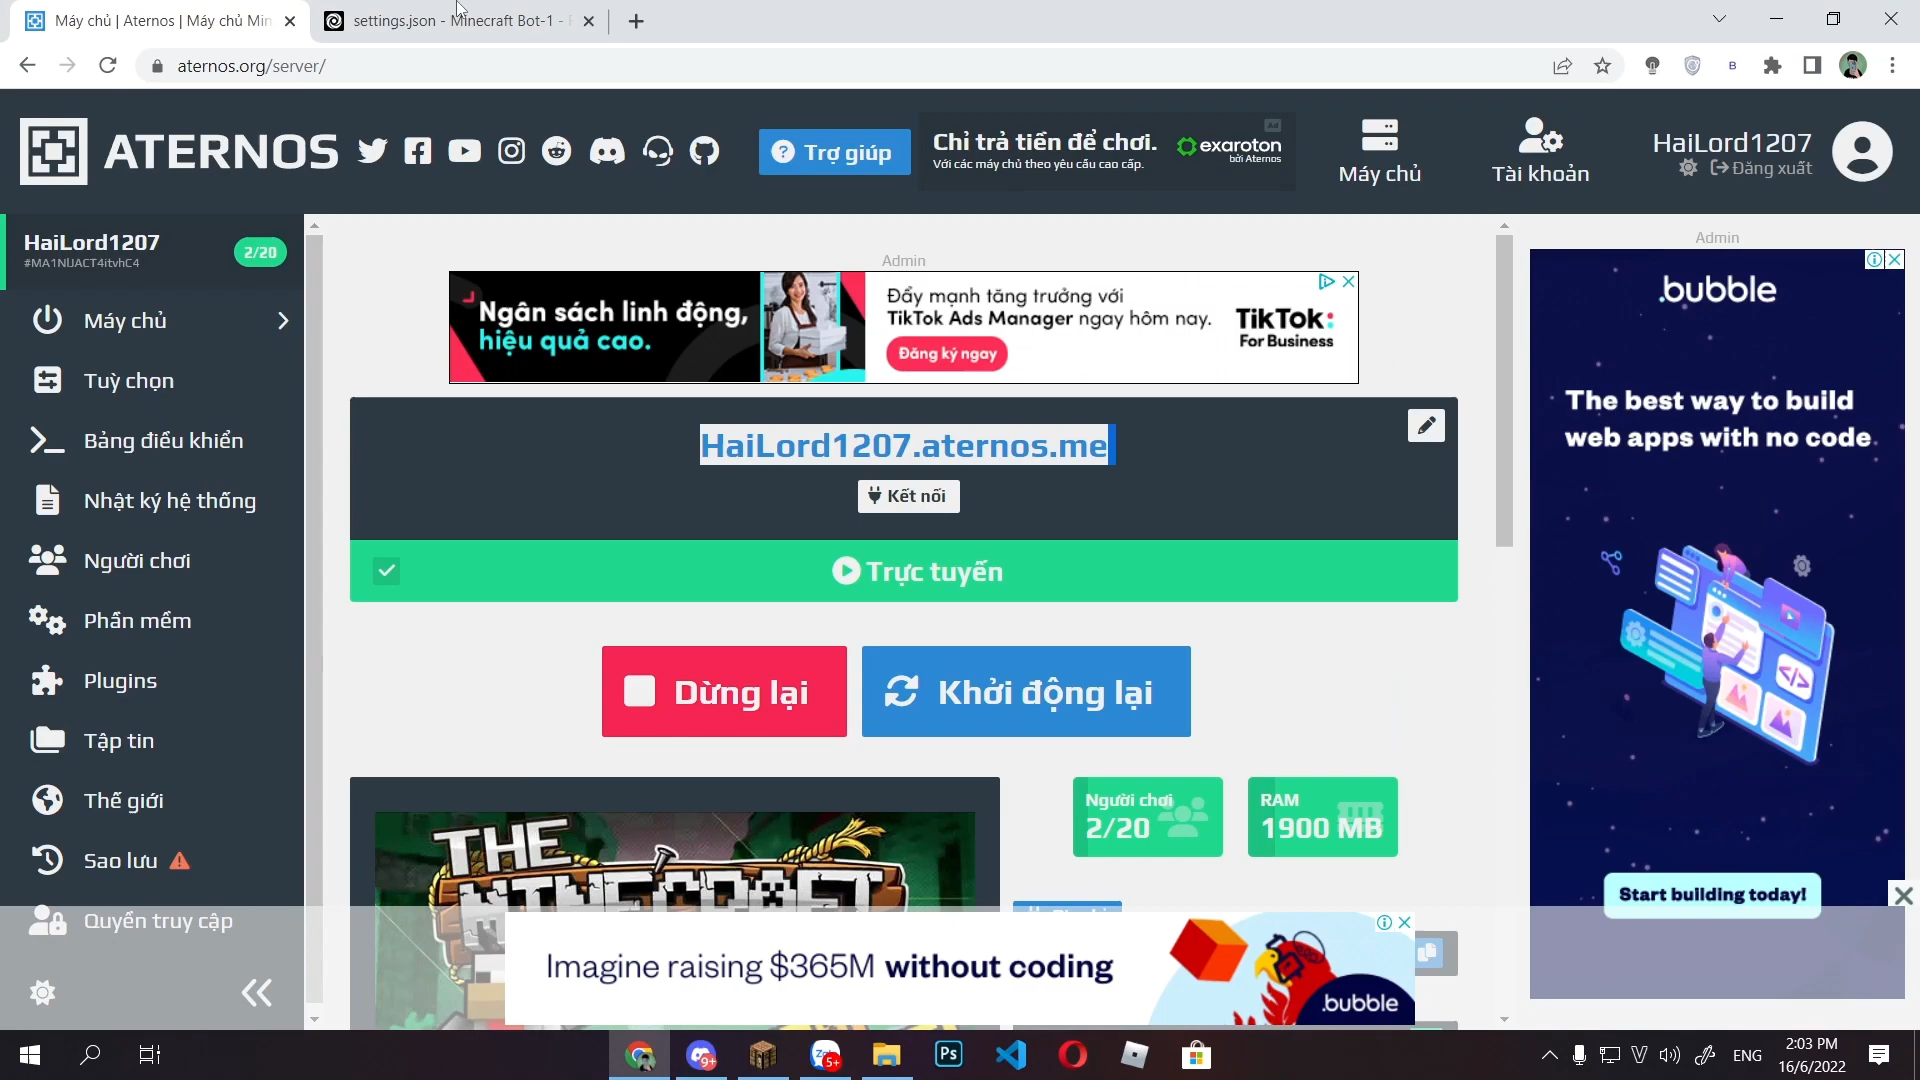 Máy chủ | Aternos | Máy chủ Min
settings.json - Minecraft Bot-1 -
aternos.org/server/
B
ATERNOS
Trợ giúp
Chỉ trả tiền để chơi.
Với các máy chủ theo yêu cầu cao cấp.
Ad
exaroton
bởi Aternos
Máy chủ
Tài khoản
HaiLord1207
Đăng xuất
HaiLord1207
2/20
Máy chủ
Tuỳ chọn
Bảng điều khiển
Nhật ký hệ thống
Người chơi
Phần mềm
Plugins
Tập tin
Thế giới
Sao lưu
Quyền truy cập
Admin
Ngân sách linh động,
hiệu quả cao.
Đẩy mạnh tăng trưởng với
TikTok Ads Manager ngay hôm nay.
Đăng ký ngay
TikTok:
For Business
HaiLord1207.aternos.me
Kết nối
Trực tuyến
Dừng lại
Khởi động lại
THE
MINECRAFT
Người chơi
2/20
RAM
1900 MB
Admin
.bubble
The best way to build
web apps with no code.
Start building today!
Imagine raising $365M without coding
.bubble
9+
5+
Ps
ENG
2:03 PM
16/6/2022